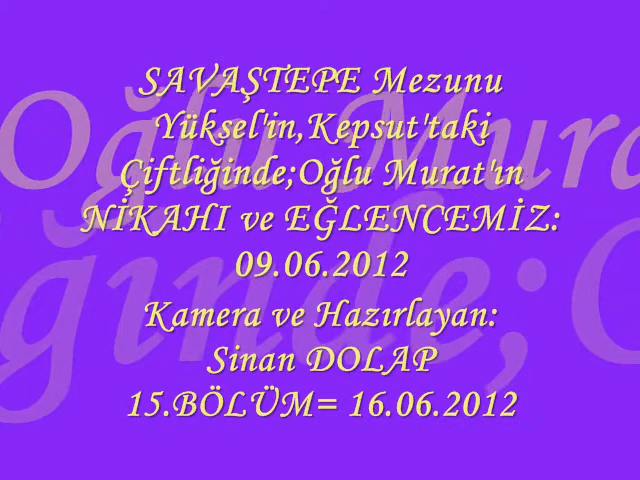 SAVAŞTEPE Mezunu
Yüksel'in,Kepsut'taki
Çiftliğinde;Oğlu Murat'ın
NİKAHI ve EĞLENCEMİZ:
09.06.2012
Kamera ve Hazırlayan:
Sinan DOLAP
15.BÖLÜM= 16.06.2012